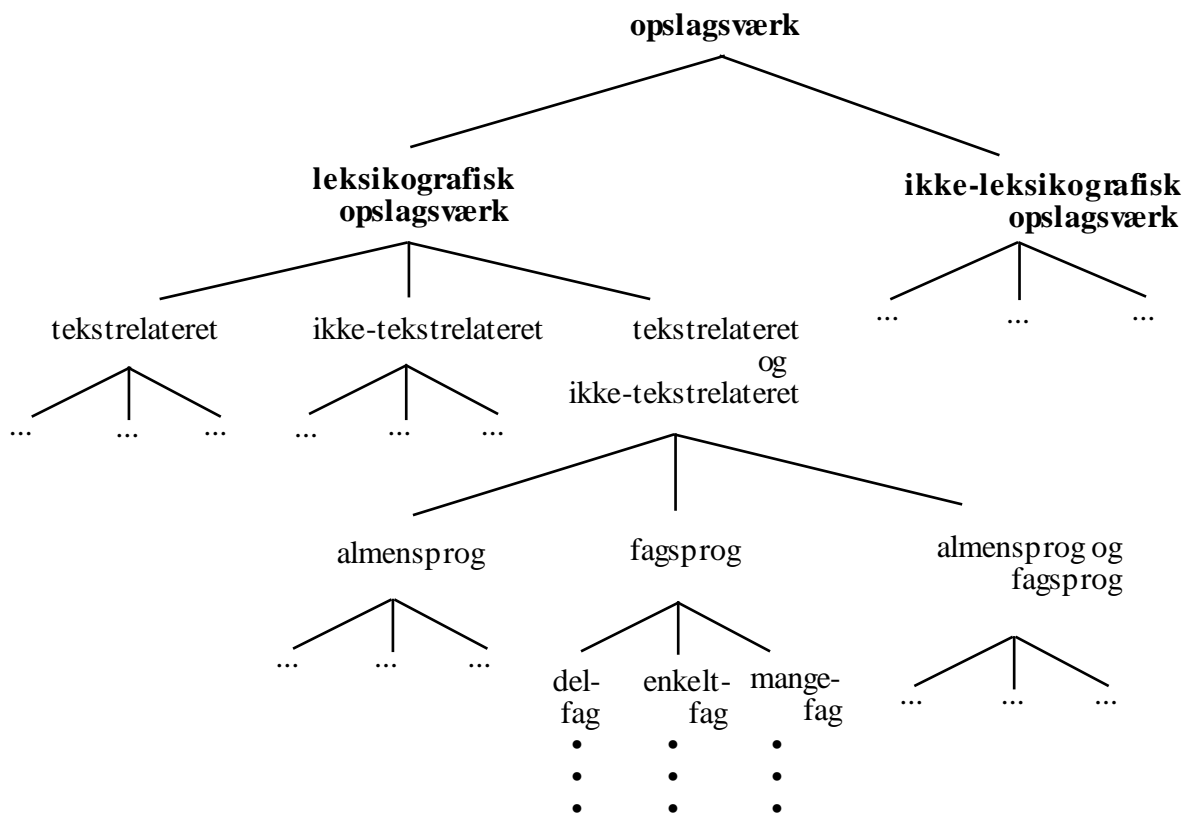 opslagsværk
leksikografisk
opslagsværk
ikke-leksikografisk
opslagsværk
... ... ...
tekstrelateret
ikke-tekstrelateret
tekstrelateret
og
ikke-tekstrelateret
... ... ...
... ... ...
almensprog
fagsprog
almensprog og
fagsprog
... ... ...
del-
fag
enkelt-
fag
mange-
fag
... ... ...
• • •
• • •
• • •